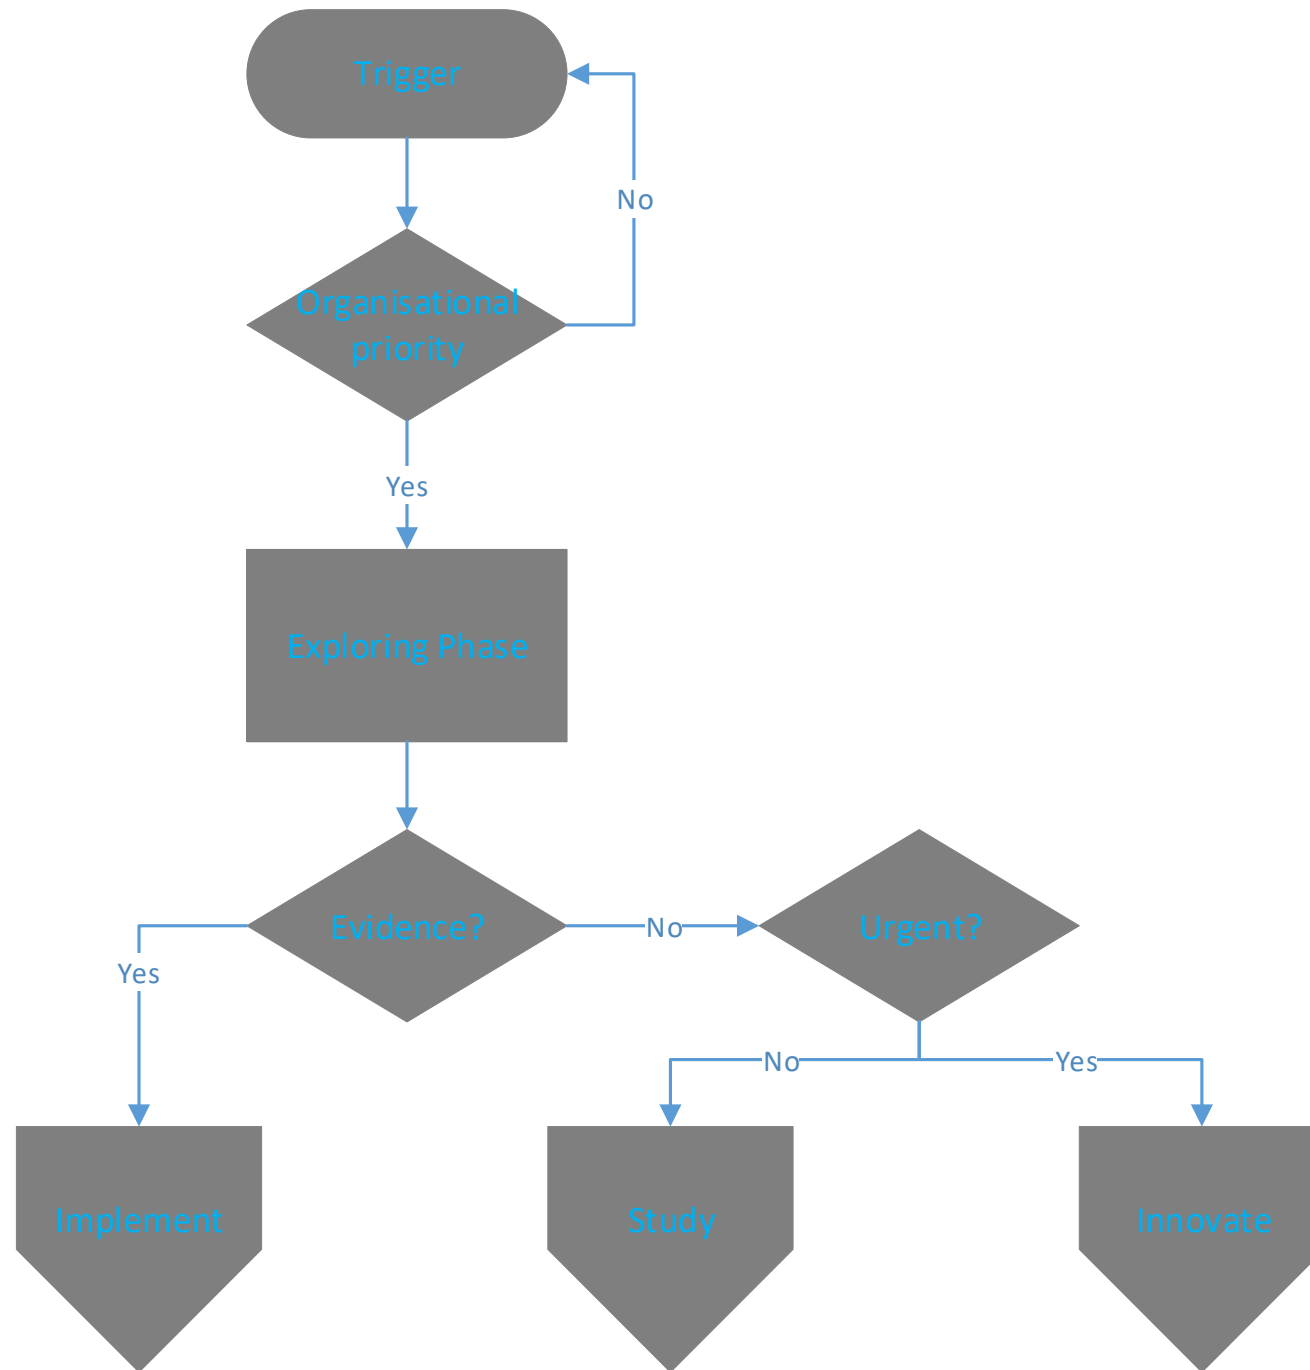 Trigger
No
Organisational
priority
Yes
Exploring Phase
Evidence?
No
Urgent?
Yes
No
Yes
Implement
Study
Innovate